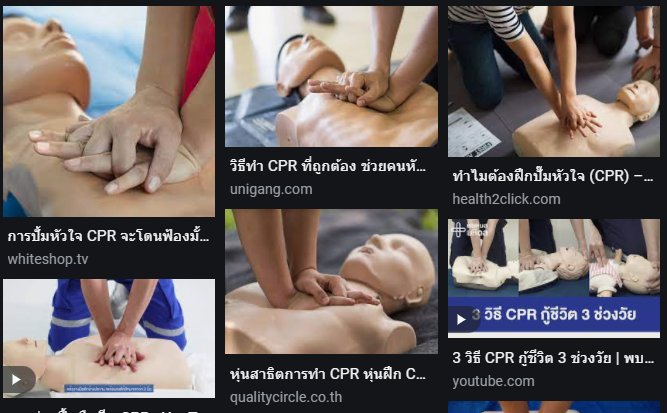 การปั้มหัวใจ CPR จะโดนฟ้องมั้...
whiteshop.tv
วิธีทำ CPR ที่ถูกต้อง ช่วยคนหั...
unigang.com
หุ่นสาธิตการทำ CPR หุ่นฝึก C...
qualitycircle.co.th
ทำไมต้องฝึกปั๊มหัวใจ (CPR) –...
health2click.com
3 วิธี CPR กู้ชีวิต 3 ช่วงวัย
3 วิธี CPR กู้ชีวิต 3 ช่วงวัย | พบ...
youtube.com